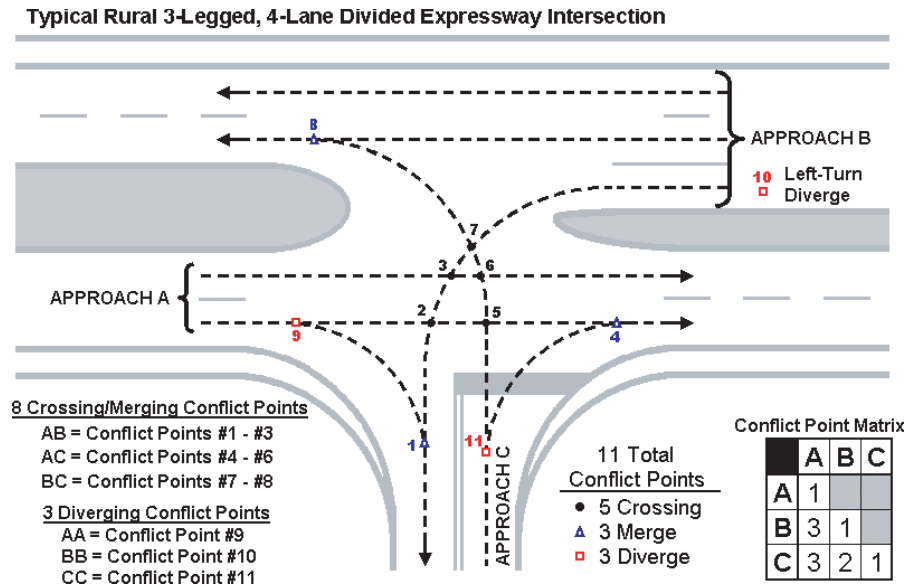 Typical Rural 3-Legged, 4-Lane Divided Expressway Intersection
8
APPROACH B
10 Left-Turn
Diverge
7
3 6
APPROACH A
2 5
9 4
8 Crossing/Merging Conflict Points
AB = Conflict Points #1 - #3
AC = Conflict Points #4 - #6
BC = Conflict Points #7 - #8
3 Diverging Conflict Points
AA = Conflict Point #9
BB = Conflict Point #10
CC = Conflict Point #11
1 11
APPROACH C
11 Total
Conflict Points
5 Crossing
3 Merge
3 Diverge
Conflict Point Matrix
A B C
A 1
B 3 1
C 3 2 1